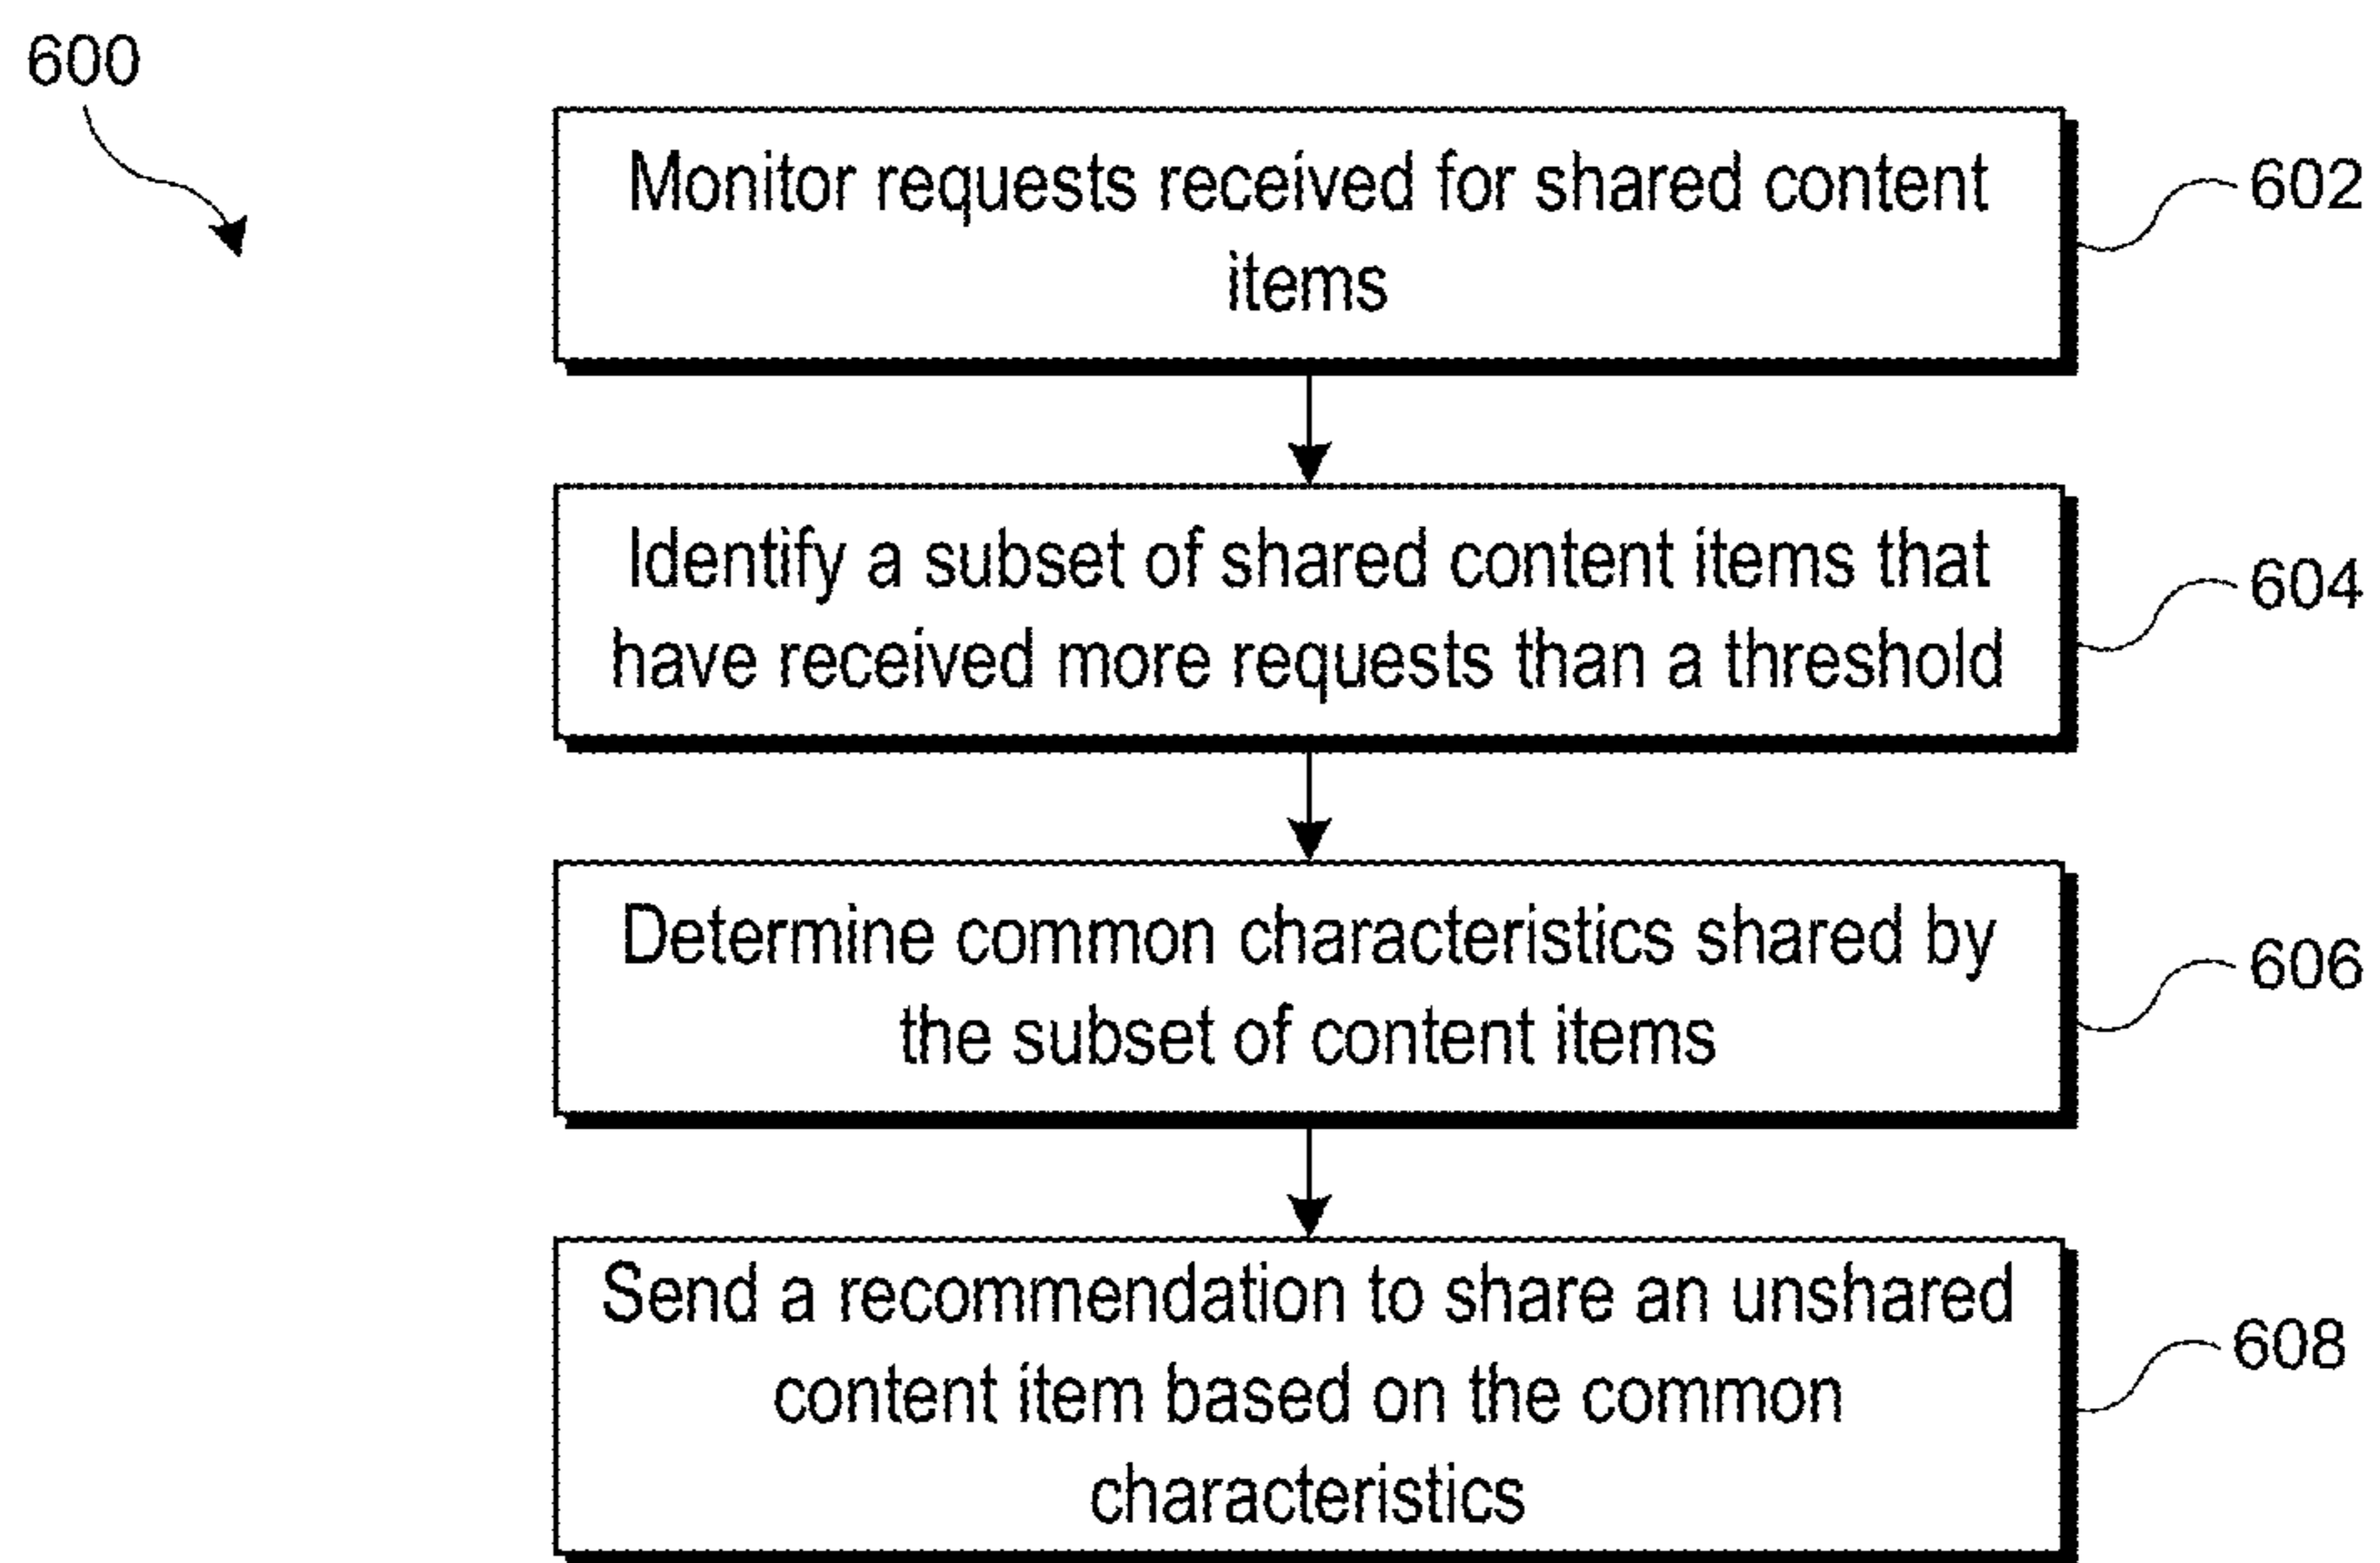 600
Monitor requests received for shared content
items
602
Identify a subset of shared content items that
have received more requests than a threshold
604
Determine common characteristics shared by
the subset of content items
606
Send a recommendation to share an unshared
content item based on the common
characteristics
608